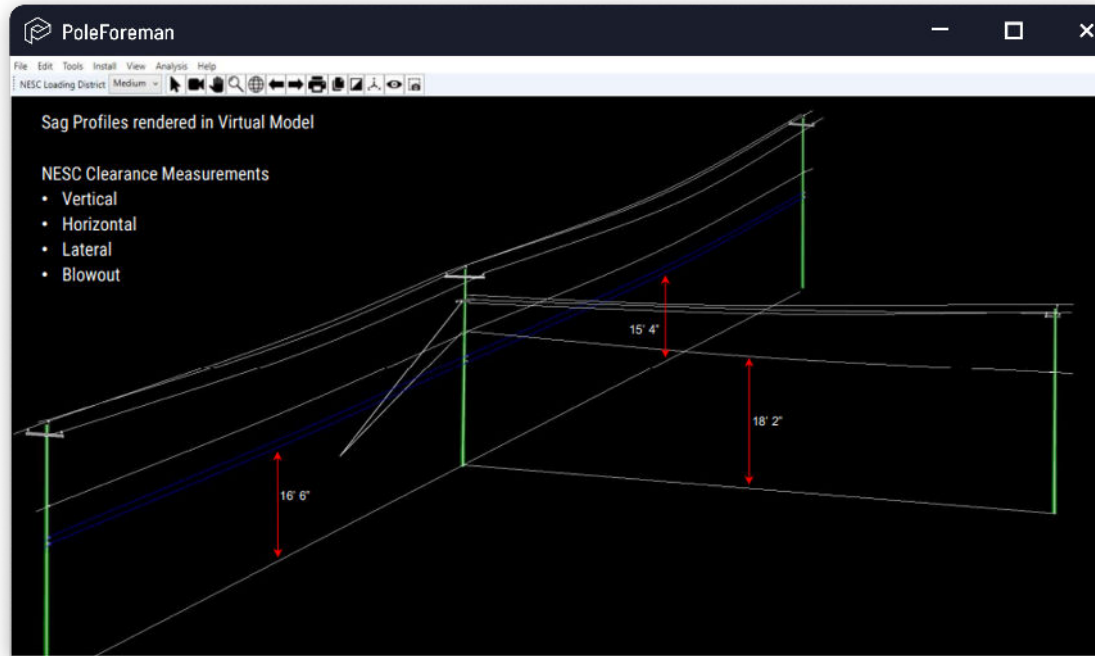 PoleForeman
File Edit Tools Install View Analysis Help
NESC Loading District Medium
Sag Profiles rendered in Virtual Model
NESC Clearance Measurements
• Vertical
• Horizontal
• Lateral
• Blowout
15' 4"
18' 2"
16' 6"